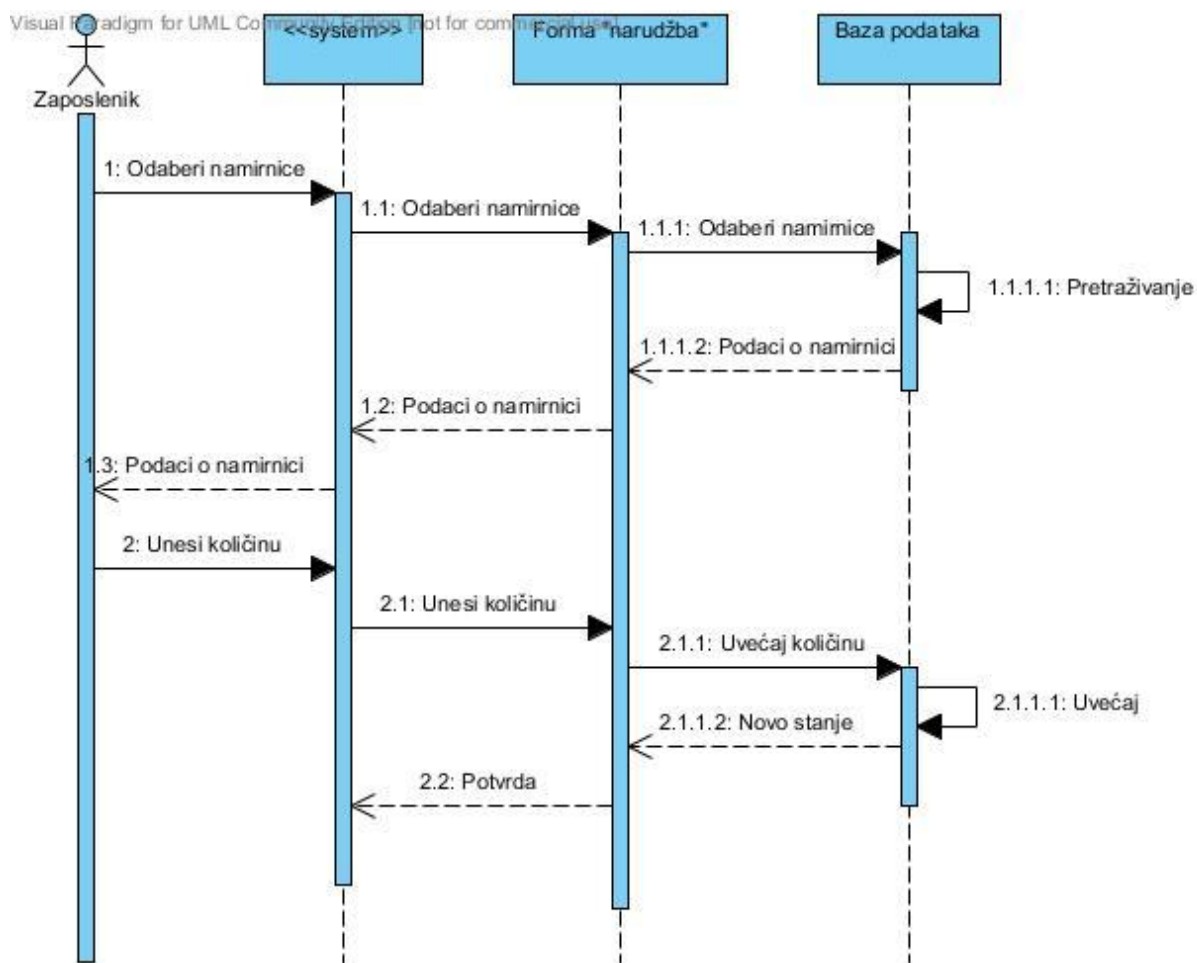 Visual Paradigm for UML Community Edition [not for commercial use]
<<system>>
Forma "narudžba"
Baza podataka
Zaposlenik
1: Odaberi namirnice
1.1: Odaberi namirnice
1.1.1: Odaberi namirnice
1.1.1.1: Pretraživanje
1.1.1.2: Podaci o namirnici
1.2: Podaci o namirnici
1.3: Podaci o namirnici
2: Unesi količinu
2.1: Unesi količinu
2.1.1: Uvećaj količinu
2.1.1.1: Uvećaj
2.1.1.2: Novo stanje
2.2: Potvrda